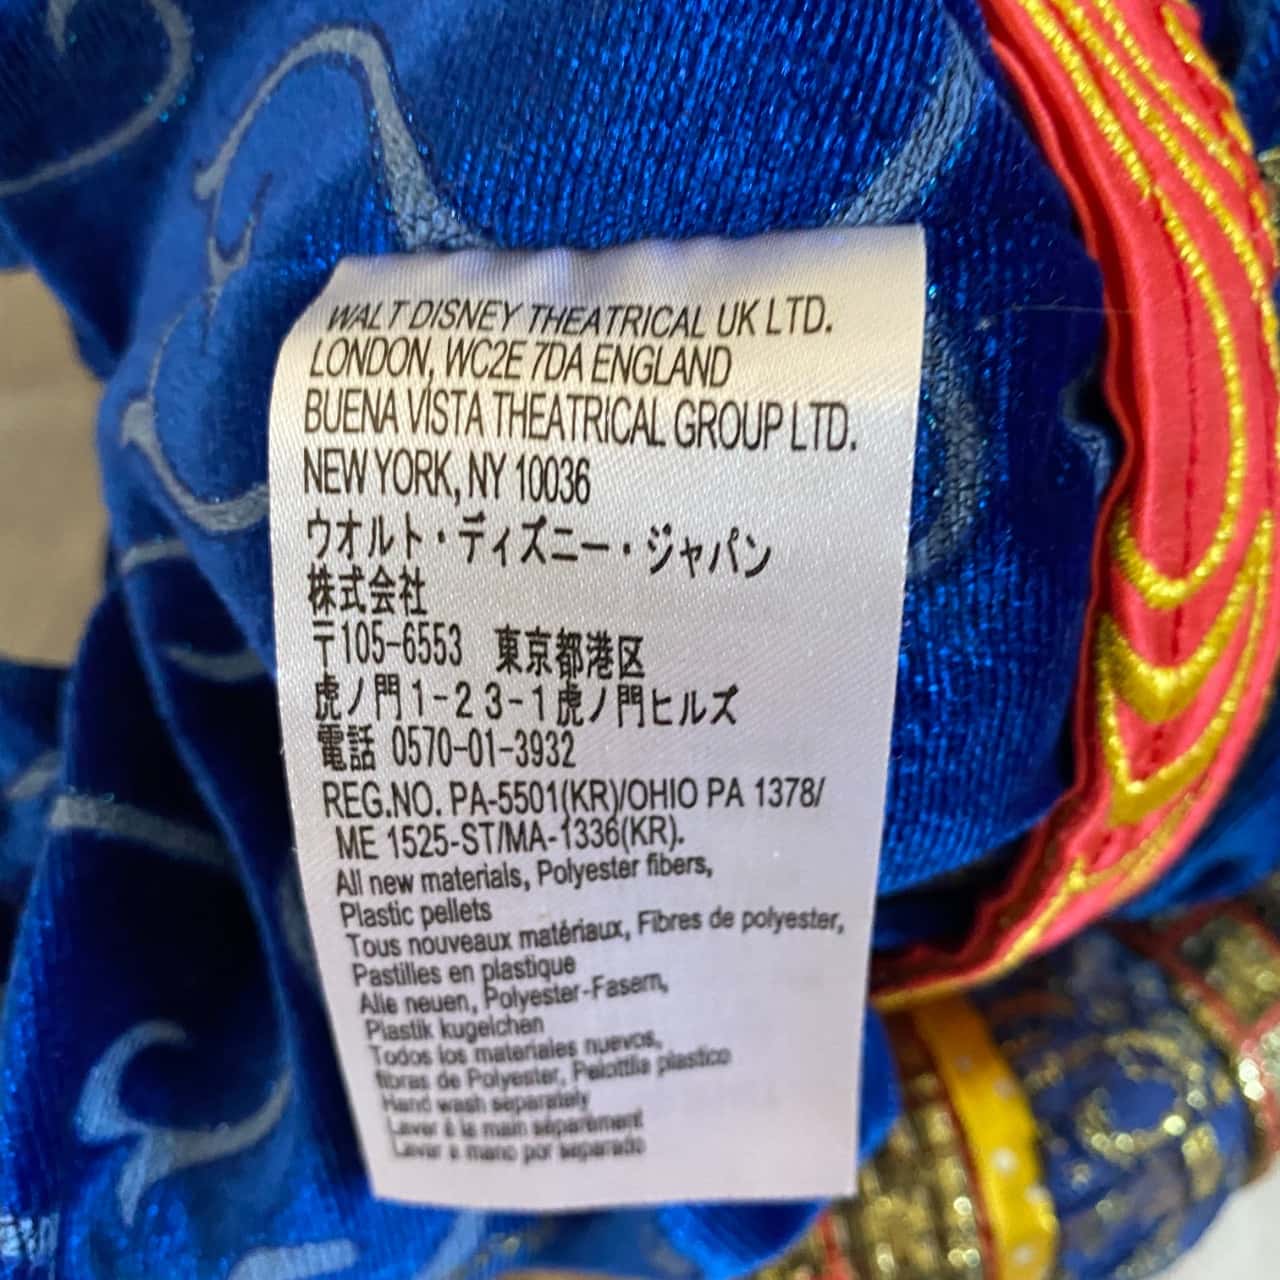 WALT DISNEY THEATRICAL UK LTD.
LONDON, WC2E 7DA ENGLAND
BUENA VISTA THEATRICAL GROUP LTD.
NEW YORK, NY 10036
ウオルト・ディズニー・ジャパン
株式会社
〒105-6553 東京都港区
虎ノ門1-23-1虎ノ門ヒルズ
電話 0570-01-3932
REG.NO. PA-5501(KR)/OHIO PA 1378/
ME 1525-ST/MA-1336(KR).
All new materials, Polyester fibers,
Plastic pellets
Tous nouveaux matériaux, Fibres de polyester,
Pastilles en plastique
Alle neuen, Polyester-Fasern,
Plastik kugelchen
Todos los materiales nuevos,
fibras de Polyester, Pelotilla plastico
Hand wash separately
Laver à la main séparément
Lavar a mano por separado